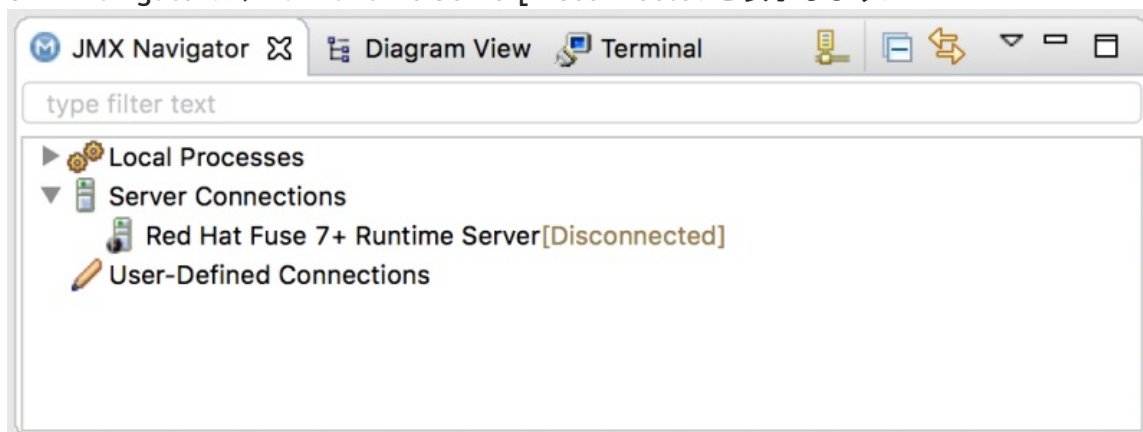 JMX Navigator Diagram View Terminal
type filter text
Local Processes
Server Connections
Red Hat Fuse 7+ Runtime Server[Disconnected]
User-Defined Connections